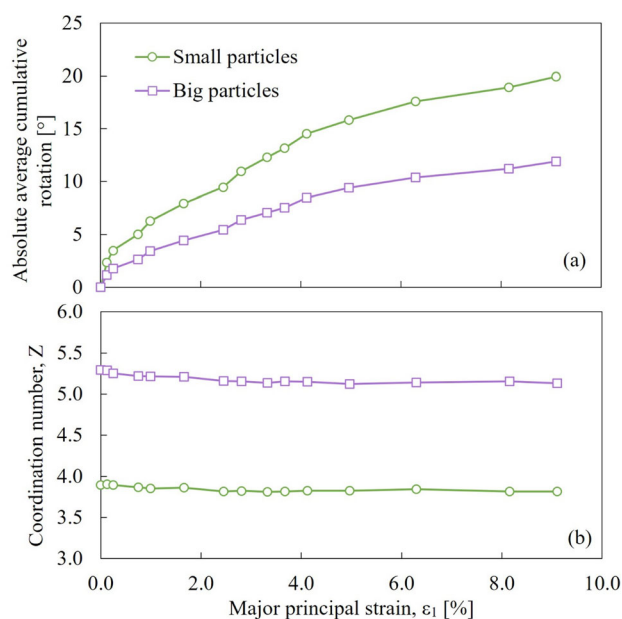 Absolute average cumulative
rotation [°]
25
20
15
10
5
0
Small particles
Big particles
(a)
Coordination number, Z
6.0
5.5
5.0
4.5
4.0
3.5
3.0
(b)
0.0 2.0 4.0 6.0 8.0 10.0
Major principal strain, ε₁ [%]